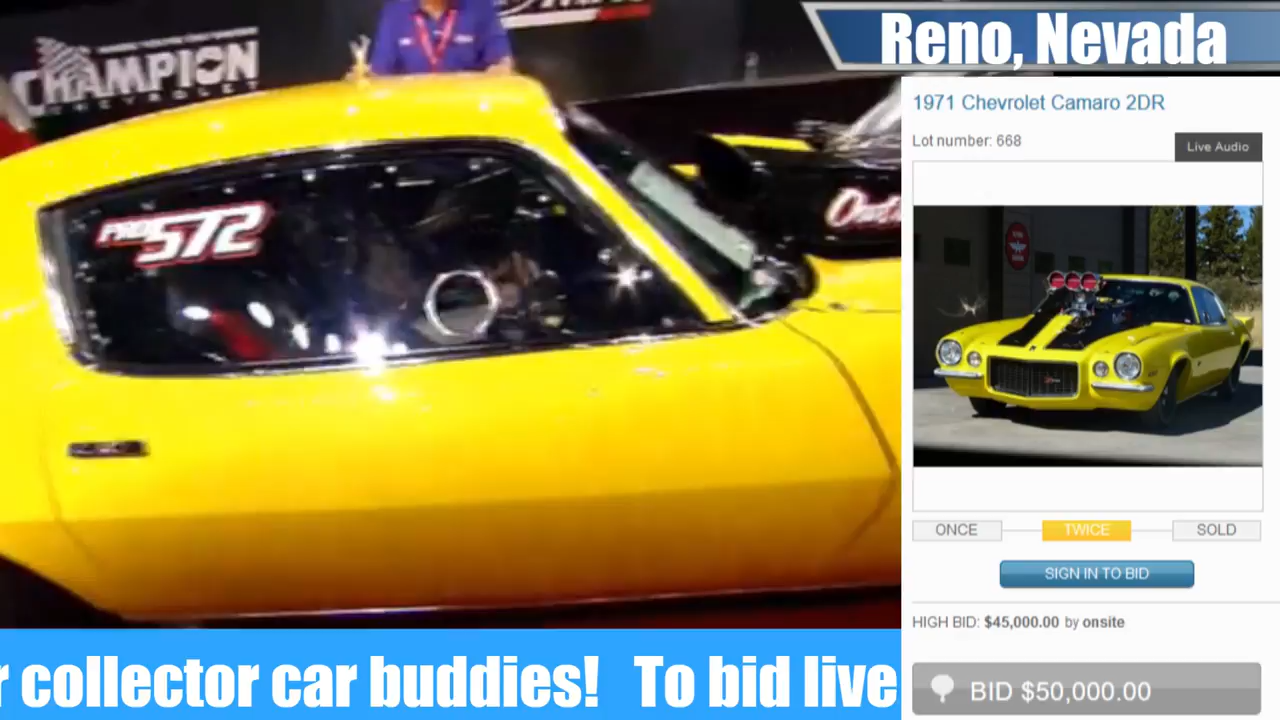 Reno, Nevada
CHAMPION
CHEVROLET
1971 Chevrolet Camaro 2DR
Lot number: 668
Live Audio
PRO 572
ONCE
TWICE
SOLD
SIGN IN TO BID
HIGH BID: $45,000.00 by onsite
r collector car buddies! To bid live
BID $50,000.00